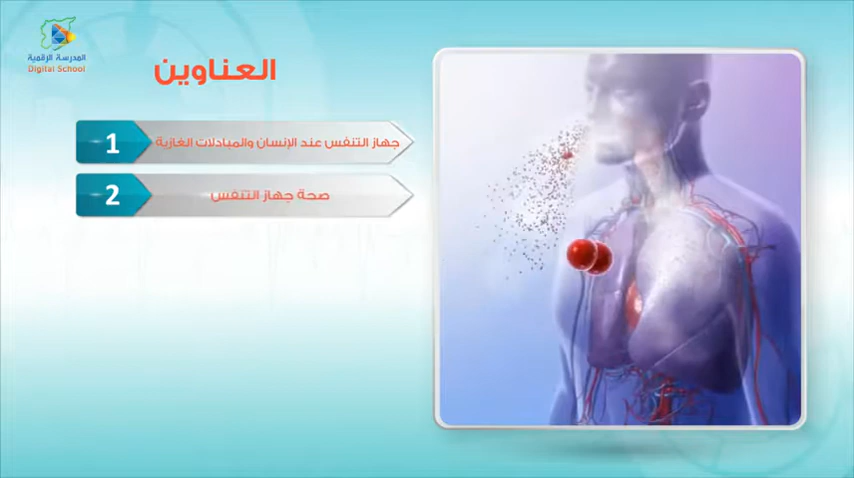 المدرسة الرقمية
Digital School
العناوين
1 جهاز التنفس عند الإنسان والمبادلات الغازية
2 صحة جهاز التنفس